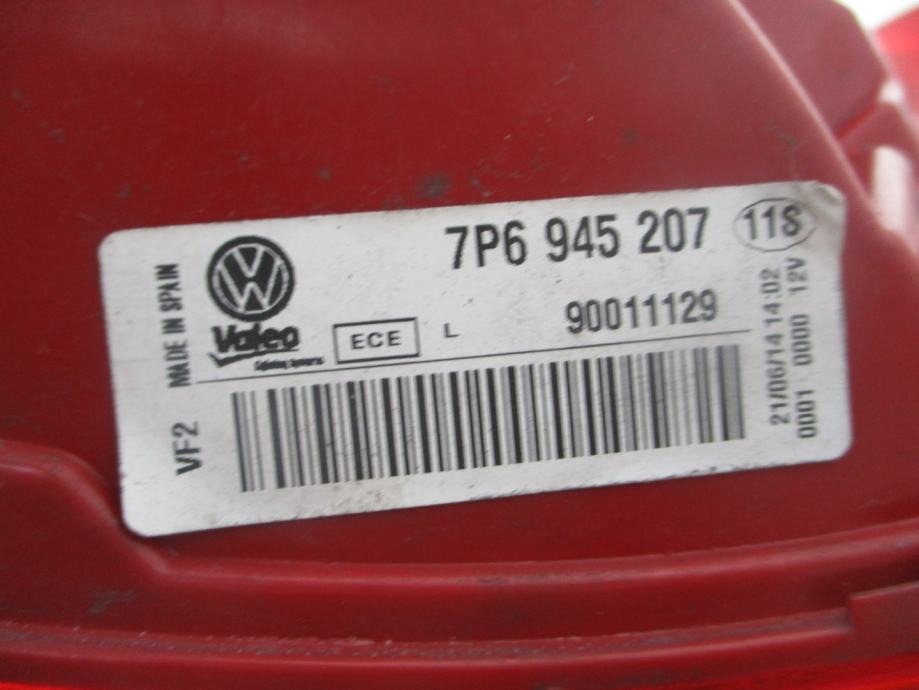 7P6 945 207 11S
MADE IN SPAIN
Valeo
ECE L 90011129
VF2
21/06/14 14:02
0001 0000 12V